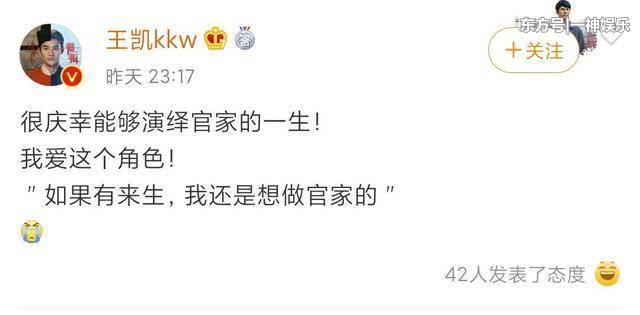 东方号|一神娱乐
王凯kkw
答
昨天 23:17
+关注
很庆幸能够演绎官家的一生!
我爱这个角色!
"如果有来生,我还是想做官家的"
42人发表了态度